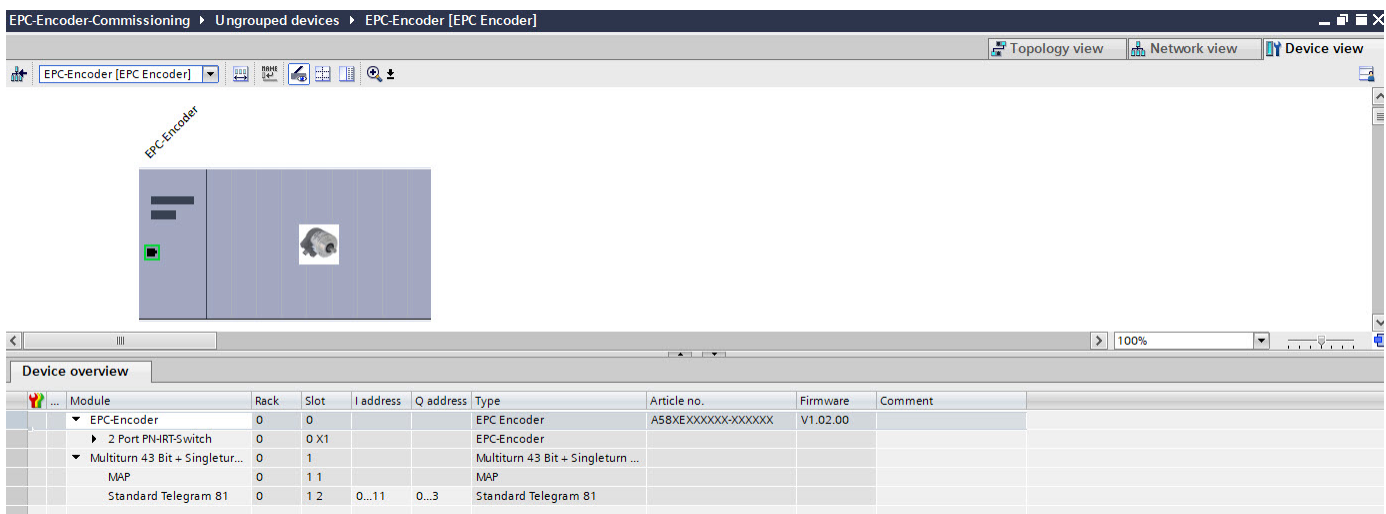 EPC-Encoder-Commissioning ▸ Ungrouped devices ▸ EPC-Encoder [EPC Encoder]
Topology view Network view Device view
EPC-Encoder [EPC Encoder]
EPC-Encoder
100%
Device overview
... Module Rack Slot I address Q address Type Article no. Firmware Comment
EPC-Encoder 0 0 EPC Encoder A58XEXXXXXX-XXXXXX V1.02.00
2 Port PN-IRT-Switch 0 0 X1 EPC-Encoder
Multiturn 43 Bit + Singletur... 0 1 Multiturn 43 Bit + Singleturn ...
MAP 0 1 1 MAP
Standard Telegram 81 0 1 2 0...11 0...3 Standard Telegram 81